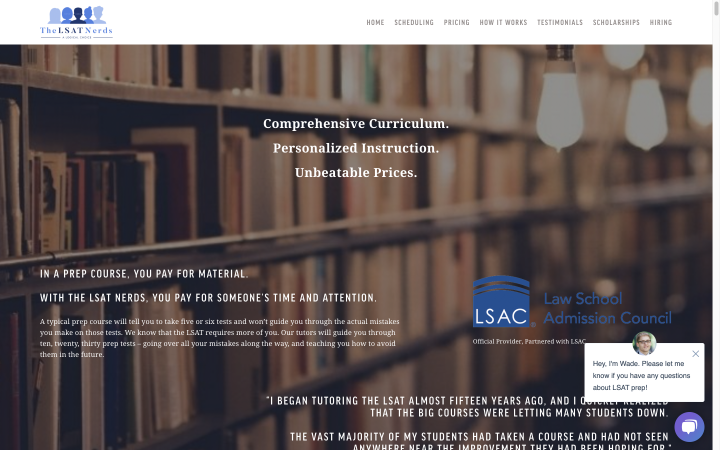 TheLSATNerds
A LOGICAL CHOICE
HOME SCHEDULING PRICING HOW IT WORKS TESTIMONIALS SCHOLARSHIPS HIRING
Comprehensive Curriculum.
Personalized Instruction.
Unbeatable Prices.
IN A PREP COURSE, YOU PAY FOR MATERIAL.
WITH THE LSAT NERDS, YOU PAY FOR SOMEONE'S TIME AND ATTENTION.
A typical prep course will tell you to take five or six tests and won't guide you through the actual mistakes
you make on those tests. We know that the LSAT requires more of you. Our tutors will guide you through
ten, twenty, thirty prep tests – going over all your mistakes along the way, and teaching you how to avoid
them in the future.
LSAC
Law School
Admission Council
Official Provider, Partnered with LSAC
Hey, I'm Wade. Please let me
know if you have any questions
about LSAT prep!
"I BEGAN TUTORING THE LSAT ALMOST FIFTEEN YEARS AGO, AND I QUICKLY REALIZED
THAT THE BIG COURSES WERE LETTING MANY STUDENTS DOWN.
THE VAST MAJORITY OF MY STUDENTS HAD TAKEN A COURSE AND HAD NOT SEEN
ANYWHERE NEAR THE IMPROVEMENT THEY HAD BEEN HOPING FOR."